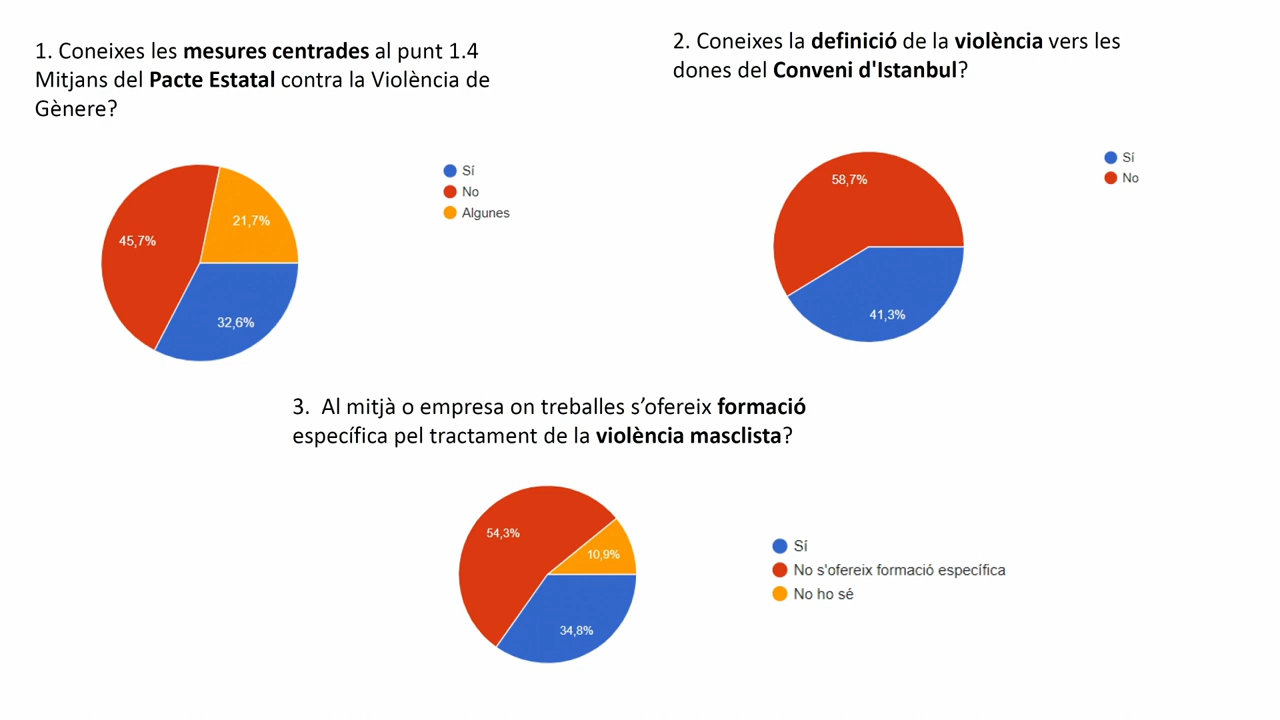 1. Coneixes les mesures centrades al punt 1.4
Mitjans del Pacte Estatal contra la Violència de
Gènere?
Sí
No
Algunes
21,7%
45,7%
32,6%
2. Coneixes la definició de la violència vers les
dones del Conveni d'Istanbul?
Sí
No
58,7%
41,3%
3. Al mitjà o empresa on treballes s’ofereix formació
específica pel tractament de la violència masclista?
54,3%
10,9%
34,8%
Sí
No s'ofereix formació específica
No ho sé